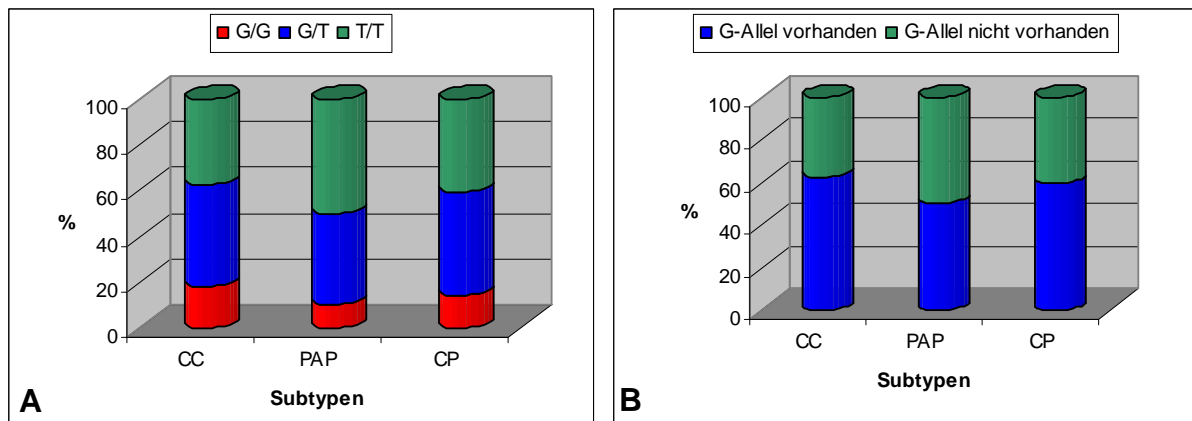 G/G G/T T/T
100
80
60
40
20
0
%
CC PAP CP
Subtypen
A
G-Allel vorhanden G-Allel nicht vorhanden
100
80
60
40
20
0
%
CC PAP CP
Subtypen
B